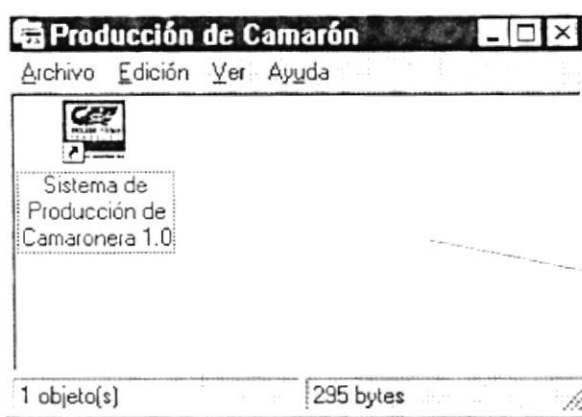 Producción de Camarón
Archivo Edición Ver Ayuda
Sistema de
Producción de
Camaronera 1.0
1 objeto(s) 295 bytes